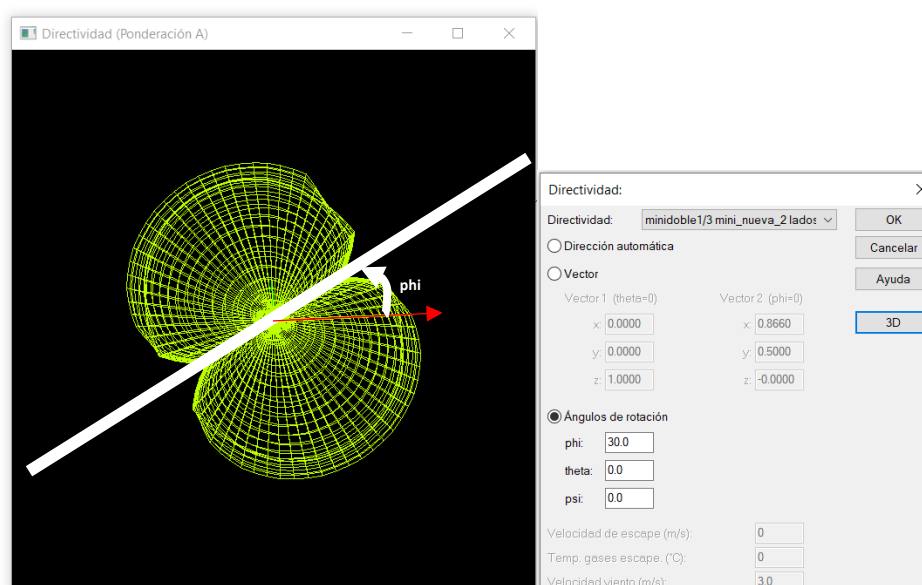 Directividad (Ponderación A)
phi
Directividad:
Directividad: minidoble1/3 mini_nueva_2 lados OK
Dirección automática Cancelar
Vector Ayuda
Vector 1 (theta=0) Vector 2 (phi=0)
x: 0.0000 x: 0.8660 3D
y: 0.0000 y: 0.5000
z: 1.0000 z: -0.0000
Ángulos de rotación
phi: 30.0
theta: 0.0
psi: 0.0
Velocidad de escape (m/s): 0
Temp. gases escape. (°C): 0
Velocidad viento (m/s): 3.0